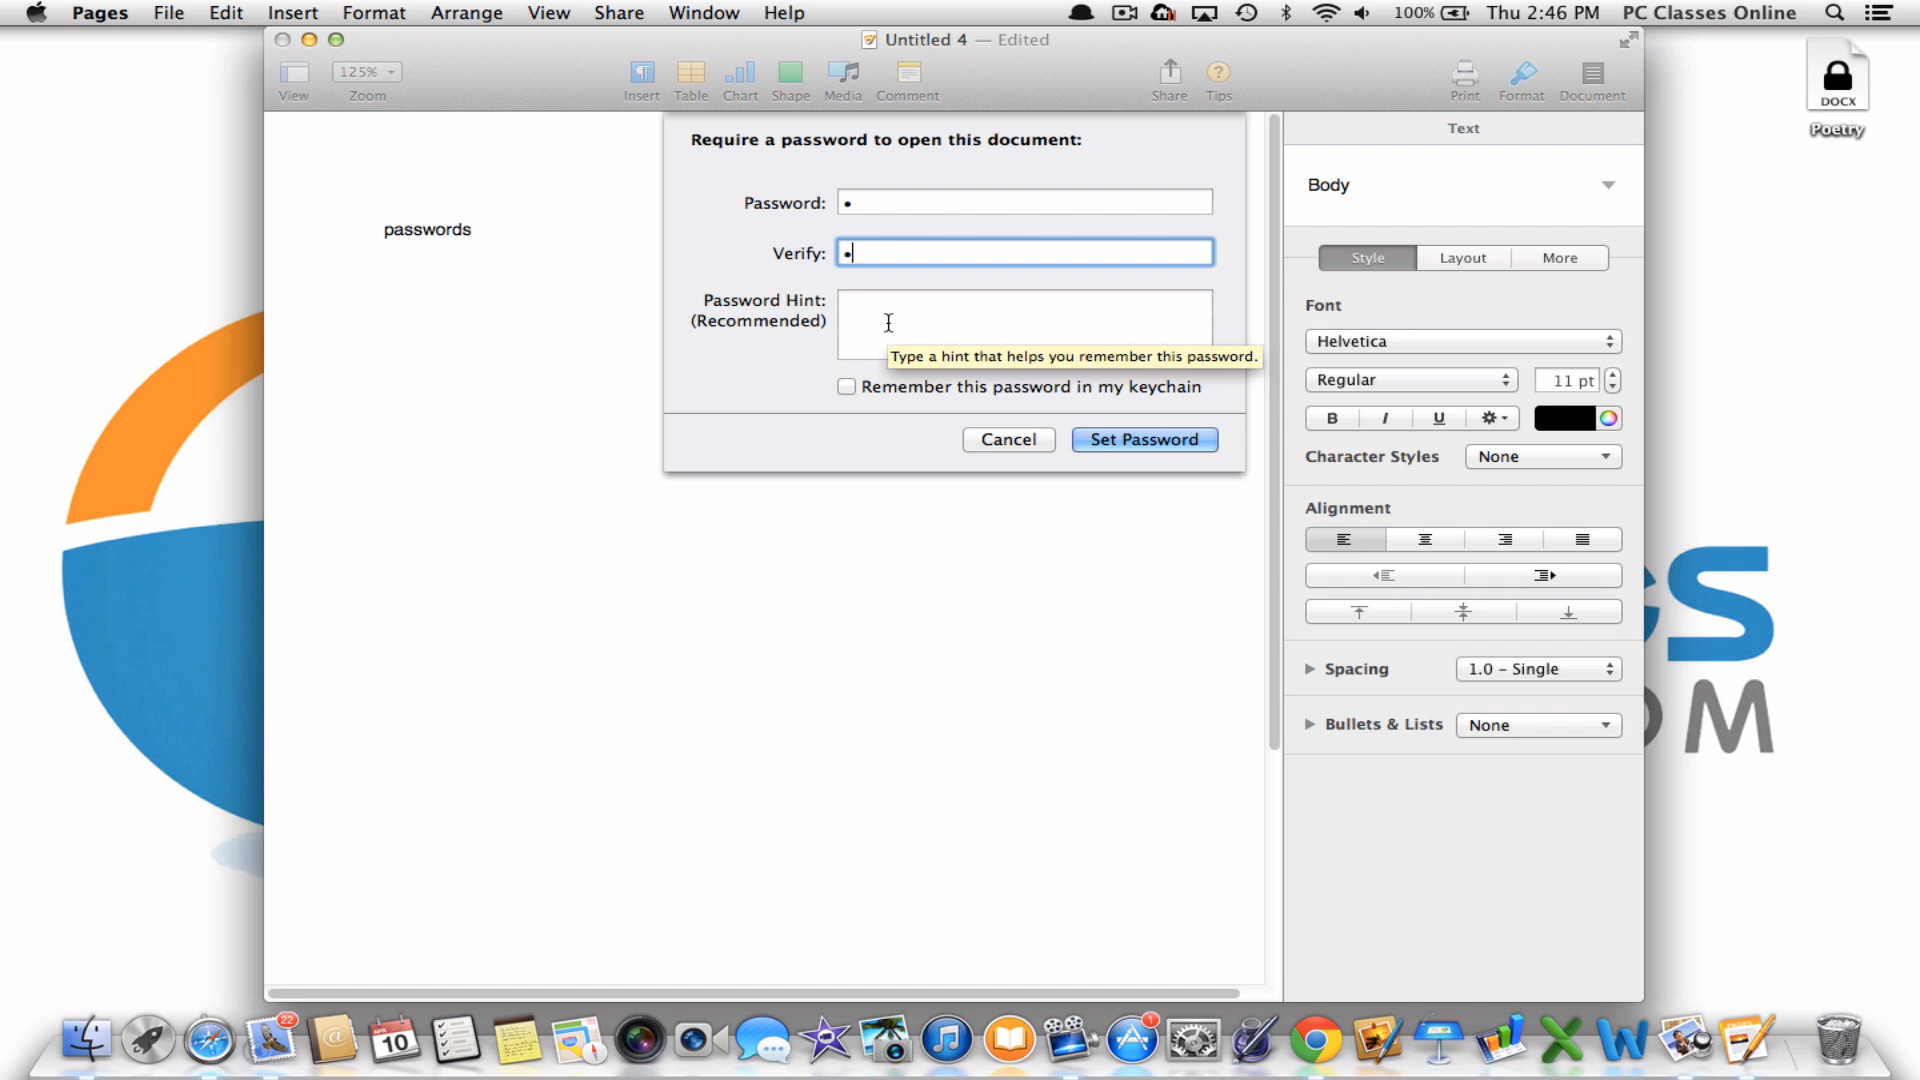 Pages File Edit Insert Format Arrange View Share Window Help 100% Thu 2:46 PM PC Classes Online
Untitled 4 — Edited
125%
View Zoom Insert Table Chart Shape Media Comment Share Tips Print Format Document
DOCX
Poetry
Text
Require a password to open this document:
Body
Password:
passwords
Verify:
Style Layout More
Password Hint:
(Recommended)
Font
Helvetica
Type a hint that helps you remember this password.
Regular 11 pt
Remember this password in my keychain
B I U
Cancel Set Password
Character Styles None
Alignment
Spacing 1.0 – Single
Bullets & Lists None
S
OM
22
APR
10
1